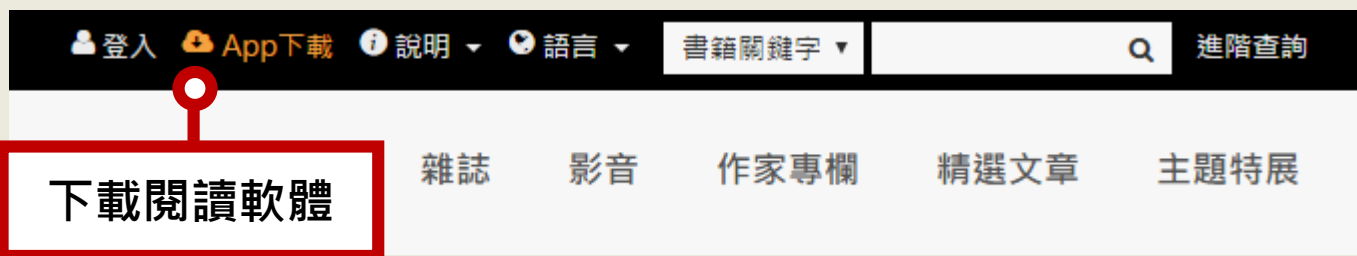 登入 App下載 說明 語言 書籍關鍵字 進階查詢
雜誌 影音 作家專欄 精選文章 主題特展
下載閱讀軟體